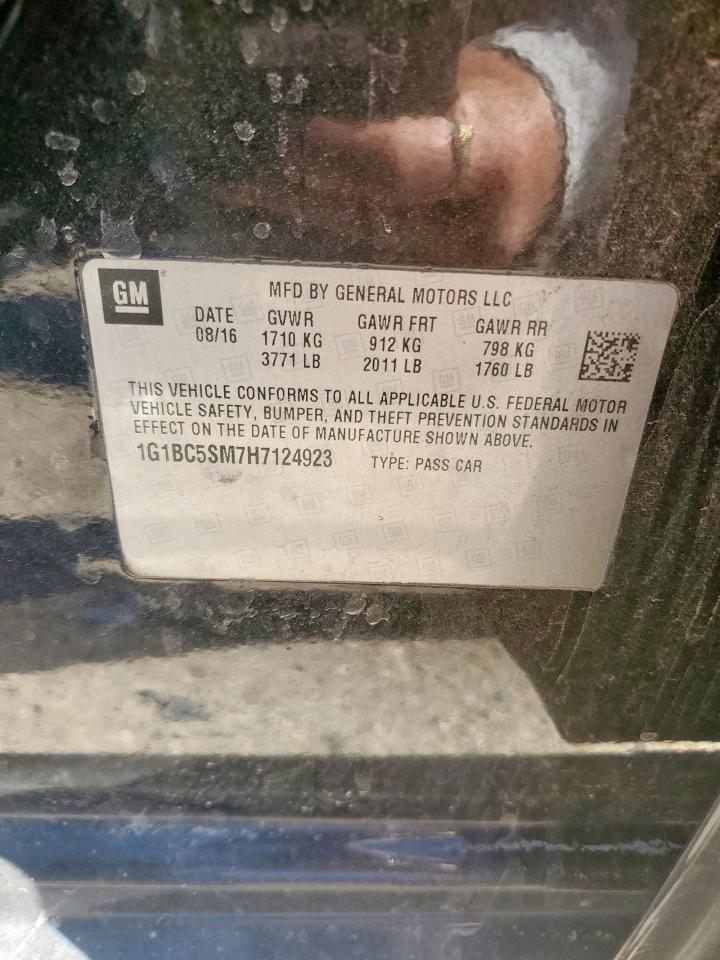 GM
MFD BY GENERAL MOTORS LLC
DATE GVWR GAWR FRT GAWR RR
08/16 1710 KG 912 KG 798 KG
3771 LB 2011 LB 1760 LB
THIS VEHICLE CONFORMS TO ALL APPLICABLE U.S. FEDERAL MOTOR
VEHICLE SAFETY, BUMPER, AND THEFT PREVENTION STANDARDS IN
EFFECT ON THE DATE OF MANUFACTURE SHOWN ABOVE.
1G1BC5SM7H7124923 TYPE: PASS CAR